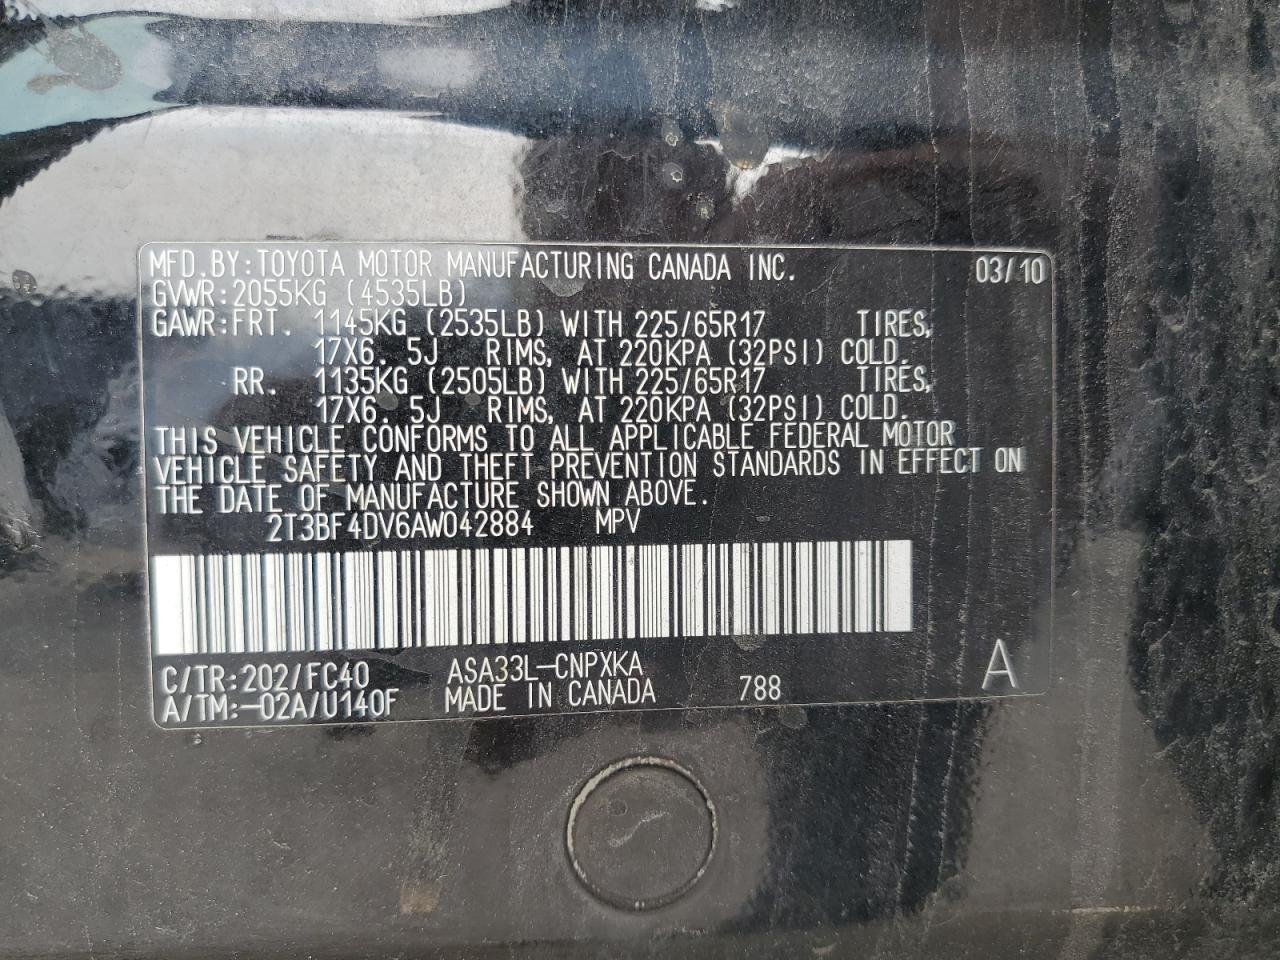 MFD.BY:TOYOTA MOTOR MANUFACTURING CANADA INC. 03/10
GVWR:2055KG (4535LB)
GAWR:FRT. 1145KG (2535LB) WITH 225/65R17 TIRES,
17X6.5J RIMS, AT 220KPA (32PSI) COLD.
RR. 1135KG (2505LB) WITH 225/65R17 TIRES,
17X6.5J RIMS, AT 220KPA (32PSI) COLD.
THIS VEHICLE CONFORMS TO ALL APPLICABLE FEDERAL MOTOR
VEHICLE SAFETY AND THEFT PREVENTION STANDARDS IN EFFECT ON
THE DATE OF MANUFACTURE SHOWN ABOVE.
2T3BF4DV6AW042884 MPV
C/TR:202/FC40 ASA33L-CNPXKA A
A/TM:-02A/U140F MADE IN CANADA 788